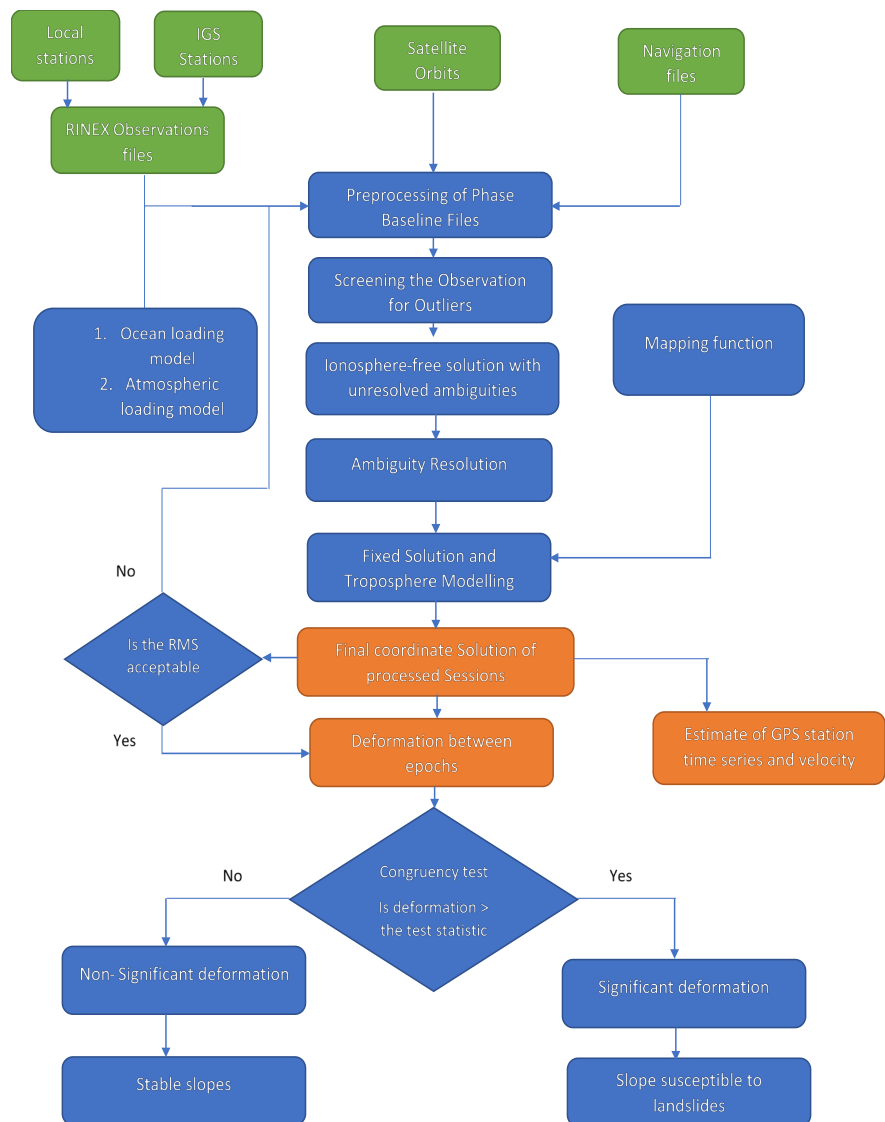 Local
stations
IGS
Stations
Satellite
Orbits
Navigation
files
RINEX Observations
files
Preprocessing of Phase
Baseline Files
Screening the Observation
for Outliers
1. Ocean loading
model
2. Atmospheric
loading model
Mapping function
Ionosphere-free solution with
unresolved ambiguities
Ambiguity Resolution
Fixed Solution and
Troposphere Modelling
No
Is the RMS
acceptable
Final coordinate Solution of
processed Sessions
Yes
Deformation between
epochs
Estimate of GPS station
time series and velocity
Congruency test
Is deformation >
the test statistic
No
Yes
Non- Significant deformation
Significant deformation
Stable slopes
Slope susceptible to
landslides